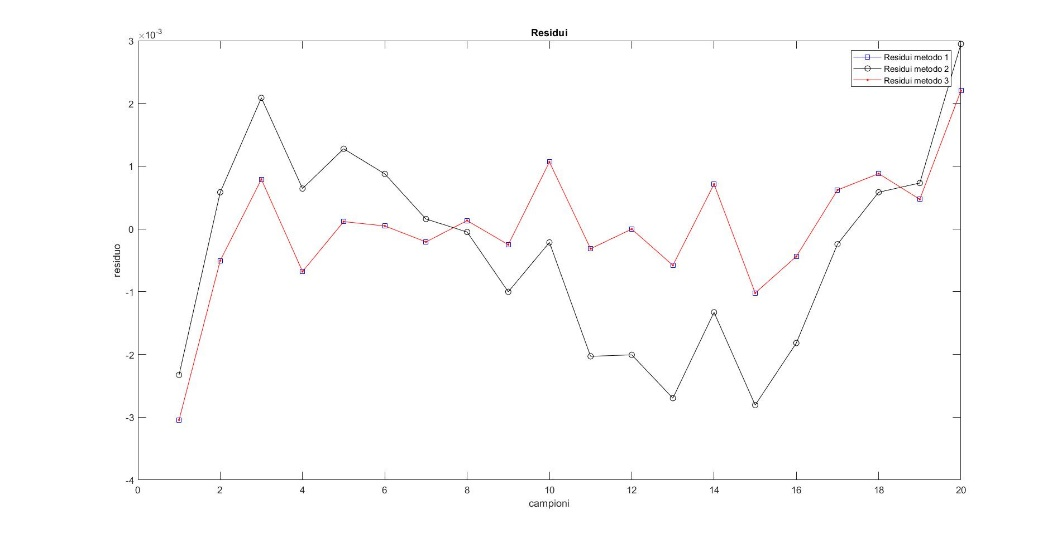 Residui
×10-3
Residui metodo 1
Residui metodo 2
Residui metodo 3
3
2
1
0
-1
-2
-3
-4
residuo
0 2 4 6 8 10 12 14 16 18 20
campioni